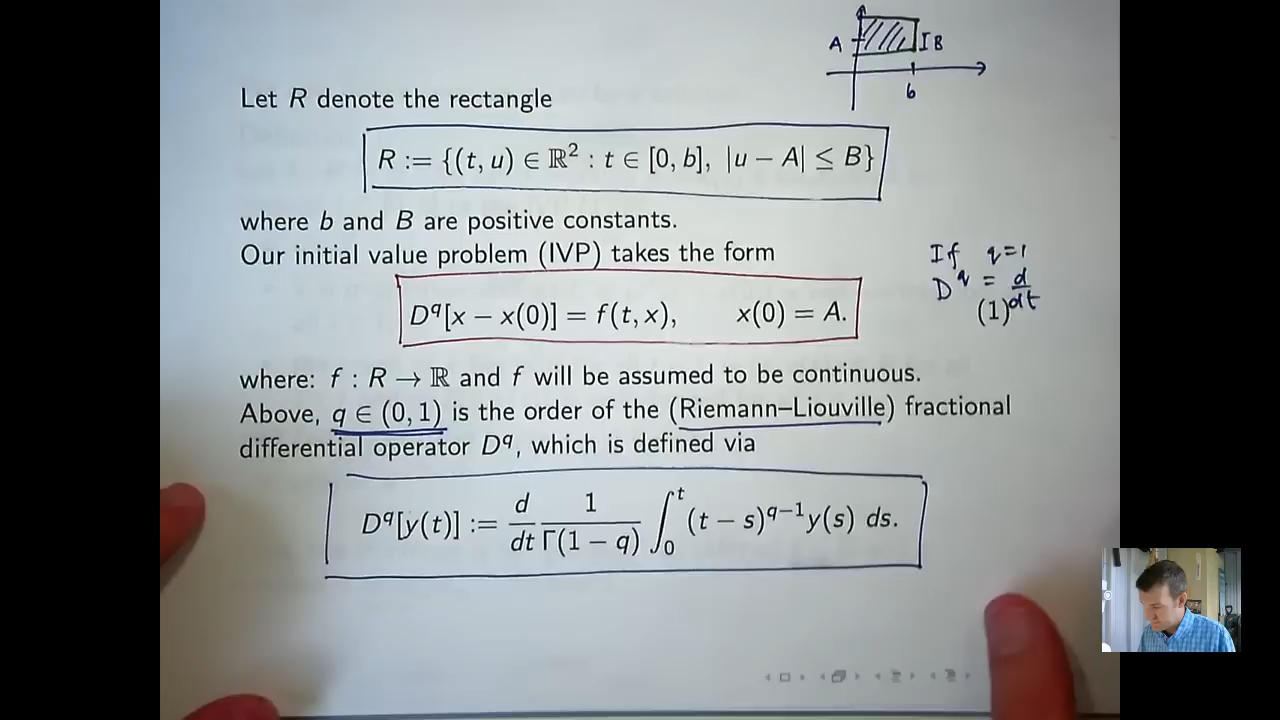 A
I B
b
Let R denote the rectangle
R := {(t, u) ∈ ℝ² : t ∈ [0, b], |u − A| ≤ B}
where b and B are positive constants.
Our initial value problem (IVP) takes the form
If q=1
D^q = d/dt
(1)
D^q[x − x(0)] = f(t, x), x(0) = A.
where: f : R → ℝ and f will be assumed to be continuous.
Above, q ∈ (0, 1) is the order of the (Riemann–Liouville) fractional
differential operator D^q, which is defined via
D^q[y(t)] := d/dt 1/Γ(1 − q) ∫₀ᵗ (t − s)^{q−1} y(s) ds.